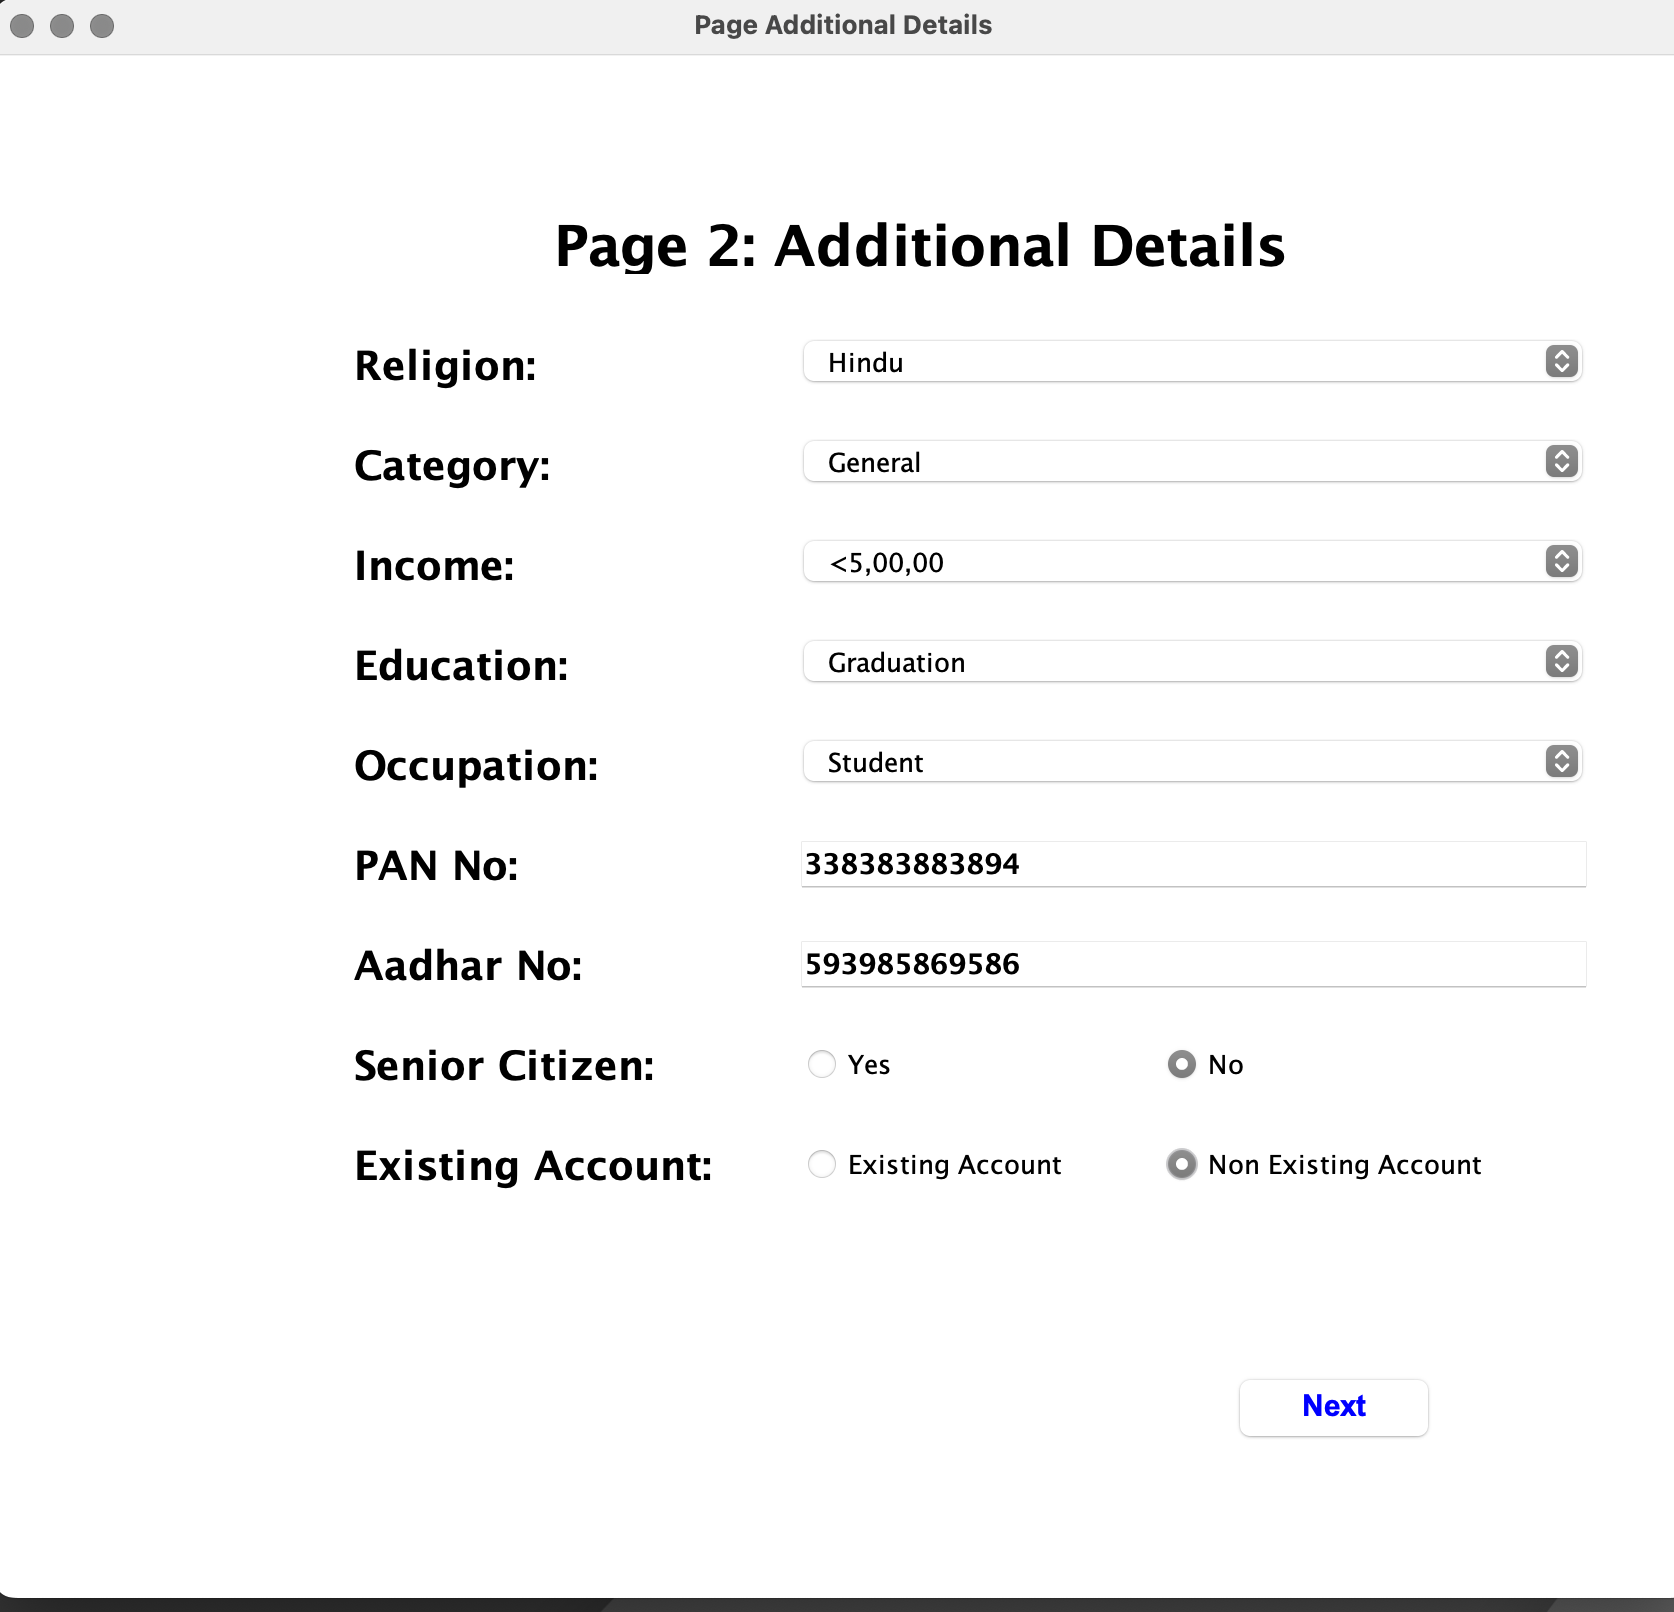 Page Additional Details
Page 2: Additional Details
Religion: Hindu
Category: General
Income: <5,00,00
Education: Graduation
Occupation: Student
PAN No: 338383883894
Aadhar No: 593985869586
Senior Citizen: Yes No
Existing Account: Existing Account Non Existing Account
Next